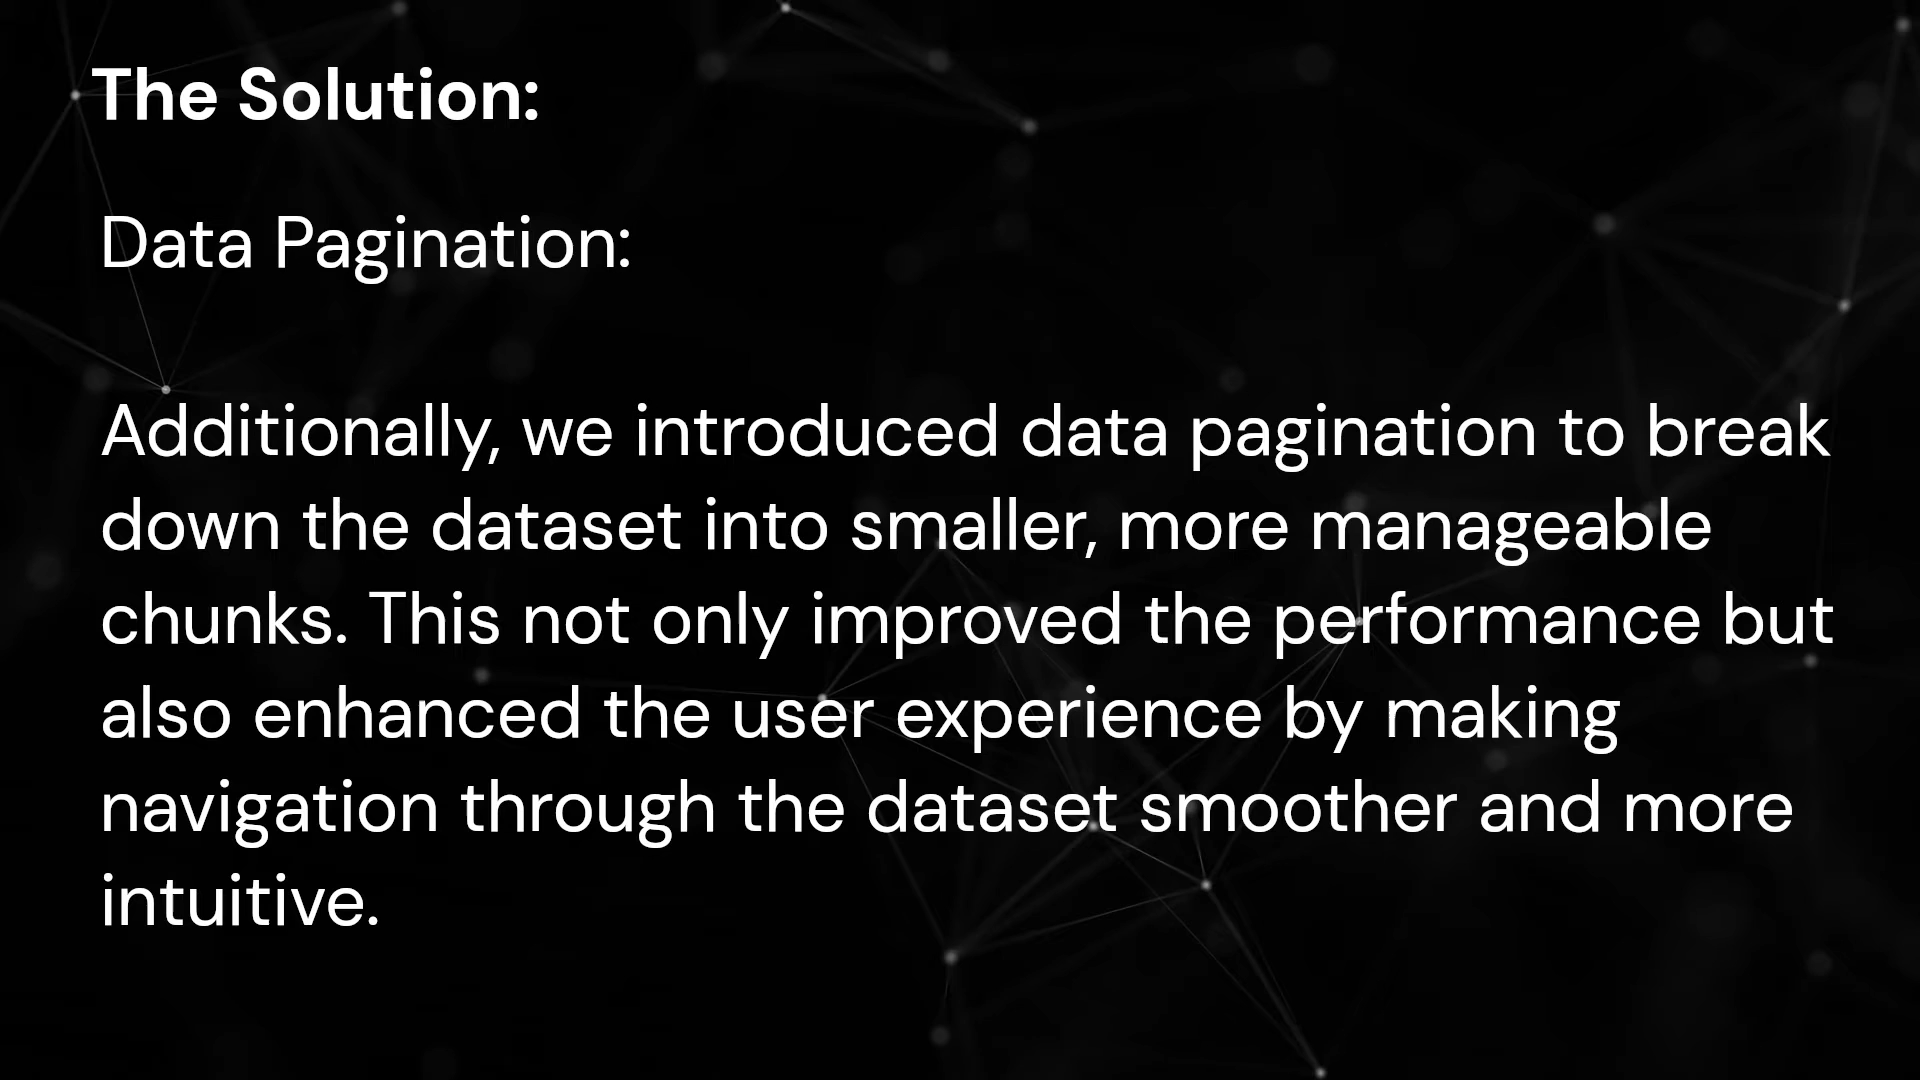 The Solution:
Data Pagination:
Additionally, we introduced data pagination to break
down the dataset into smaller, more manageable
chunks. This not only improved the performance but
also enhanced the user experience by making
navigation through the dataset smoother and more
intuitive.